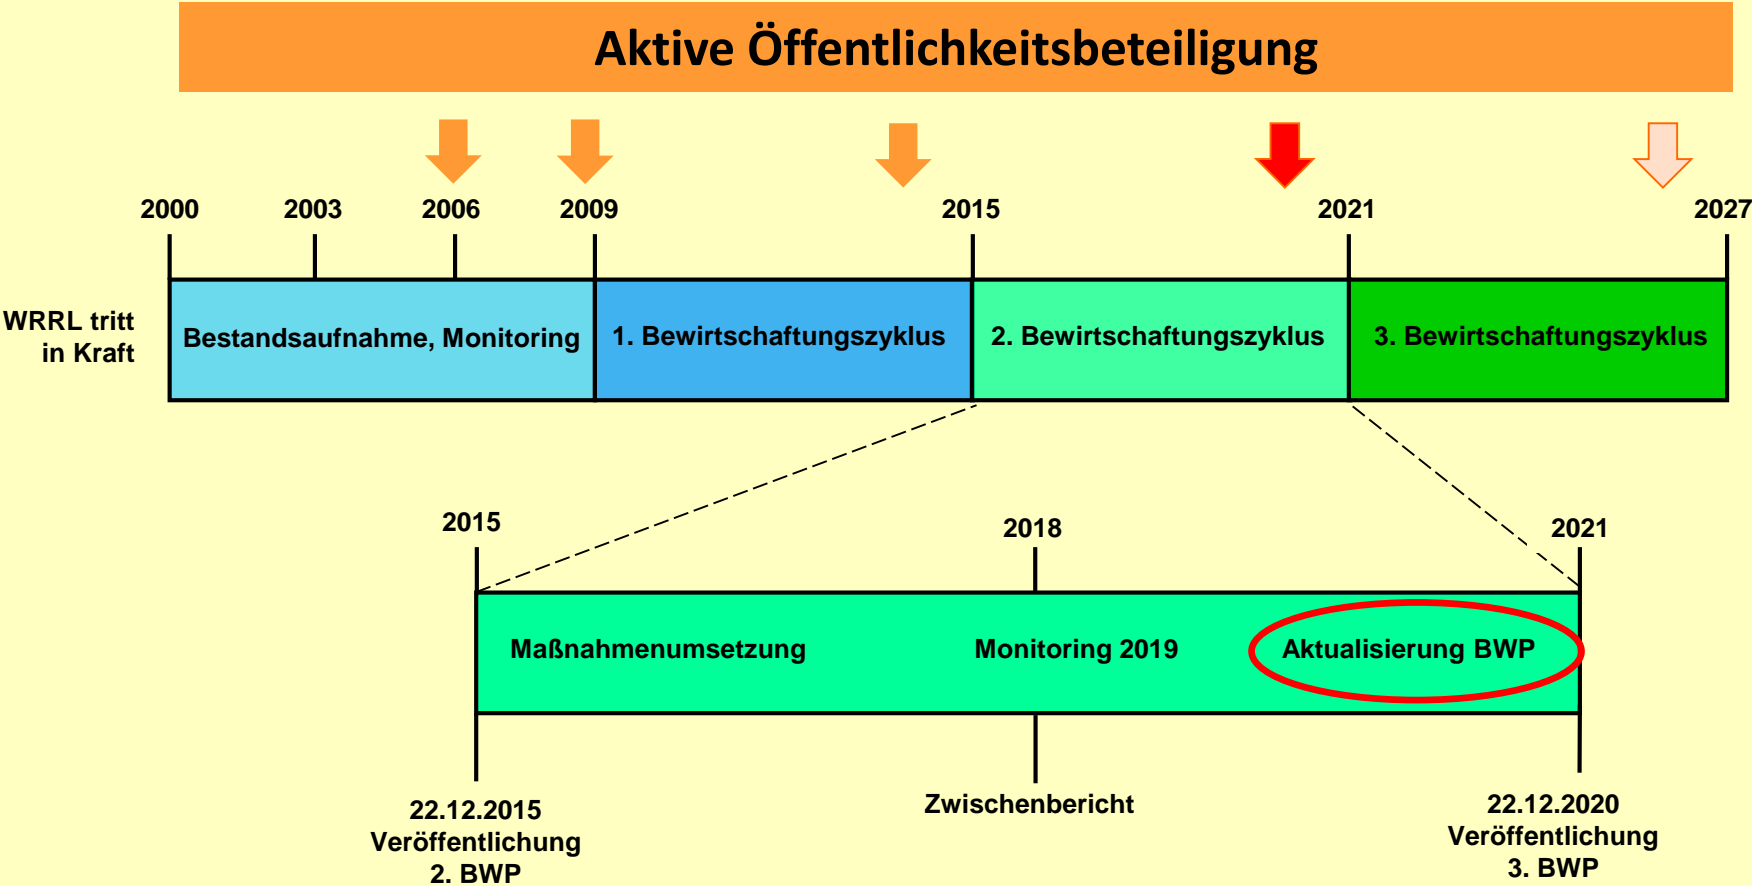 Aktive Öffentlichkeitsbeteiligung
2000
2003
2006
2009
2015
2021
2027
WRRL tritt
in Kraft
Bestandsaufnahme, Monitoring
1. Bewirtschaftungszyklus
2. Bewirtschaftungszyklus
3. Bewirtschaftungszyklus
2015
2018
2021
Maßnahmenumsetzung
Monitoring 2019
Aktualisierung BWP
22.12.2015
Veröffentlichung
2. BWP
Zwischenbericht
22.12.2020
Veröffentlichung
3. BWP